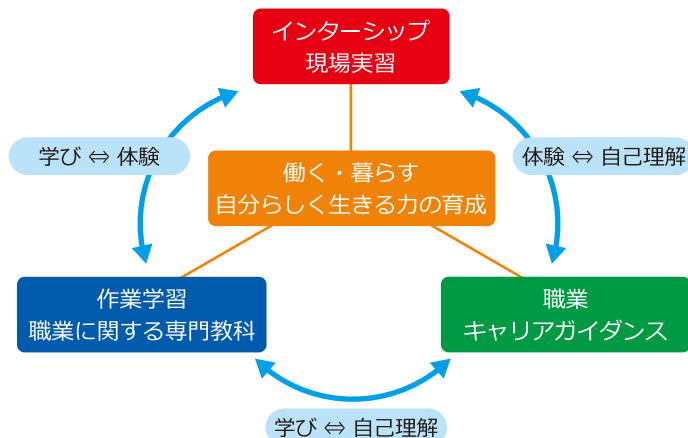 インターシップ
現場実習
学び ⇔ 体験
体験 ⇔ 自己理解
働く・暮らす
自分らしく生きる力の育成
作業学習
職業に関する専門教科
職業
キャリアガイダンス
学び ⇔ 自己理解